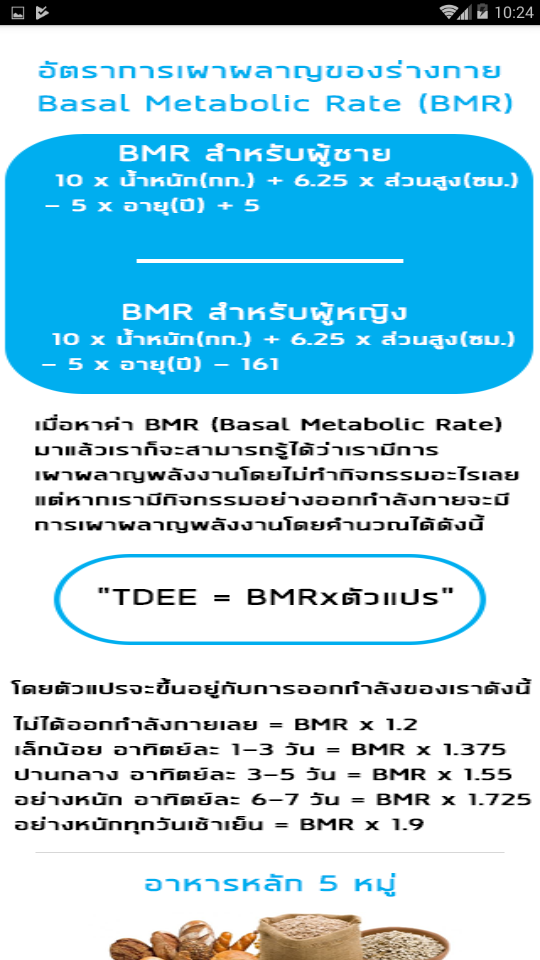 10:24
อัตราการเผาผลาญของร่างกาย
Basal Metabolic Rate (BMR)
BMR สำหรับผู้ชาย
10 x น้ำหนัก(กก.) + 6.25 x ส่วนสูง(ซม.)
– 5 x อายุ(ปี) + 5
BMR สำหรับผู้หญิง
10 x น้ำหนัก(กก.) + 6.25 x ส่วนสูง(ซม.)
– 5 x อายุ(ปี) – 161
เมื่อหาค่า BMR (Basal Metabolic Rate)
มาแล้วเราก็จะสามารถรู้ได้ว่าเรามีการ
เผาผลาญพลังงานโดยไม่ทำกิจกรรมอะไรเลย
แต่หากเรามีกิจกรรมอย่างออกกำลังกายจะมี
การเผาผลาญพลังงานโดยคำนวณได้ดังนี้
"TDEE = BMRxตัวแปร"
โดยตัวแปรจะขึ้นอยู่กับการออกกำลังของเราดังนี้
ไม่ได้ออกกำลังกายเลย = BMR x 1.2
เล็กน้อย อาทิตย์ละ 1-3 วัน = BMR x 1.375
ปานกลาง อาทิตย์ละ 3-5 วัน = BMR x 1.55
อย่างหนัก อาทิตย์ละ 6-7 วัน = BMR x 1.725
อย่างหนักทุกวันเช้าเย็น = BMR x 1.9
อาหารหลัก 5 หมู่